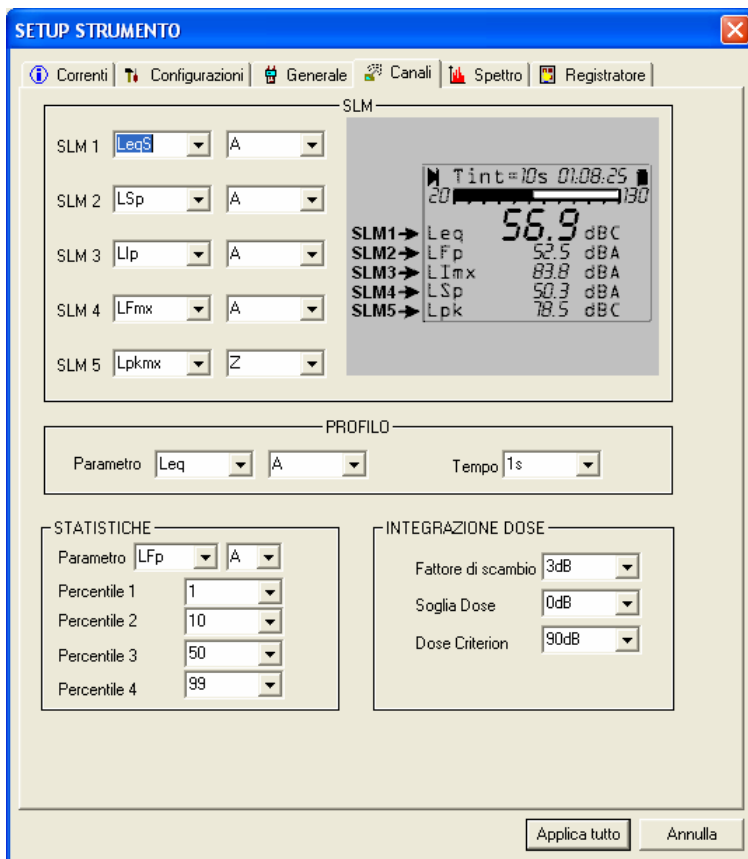 SETUP STRUMENTO
Correnti Configurazioni Generale Canali Spettro Registratore
SLM
SLM 1 LeqS A
SLM 2 LSp A
SLM 3 LIp A
SLM 4 LFmx A
SLM 5 Lpkmx Z
Tint=10s 01:08:25
20 130
SLM1 Leq 56.9 dBC
SLM2 LFp 52.5 dBA
SLM3 LImx 83.8 dBA
SLM4 LSp 50.3 dBA
SLM5 Lpk 78.5 dBC
PROFILO
Parametro Leq A Tempo 1s
STATISTICHE
Parametro LFp A
Percentile 1 1
Percentile 2 10
Percentile 3 50
Percentile 4 99
INTEGRAZIONE DOSE
Fattore di scambio 3dB
Soglia Dose 0dB
Dose Criterion 90dB
Applica tutto Annulla